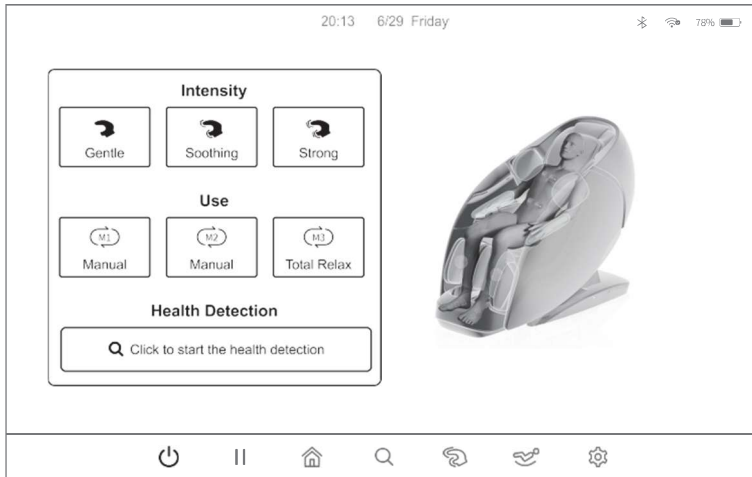 20:13 6/29 Friday 78%
Intensity
Gentle Soothing Strong
Use
M1 M2 M3
Manual Manual Total Relax
Health Detection
Click to start the health detection